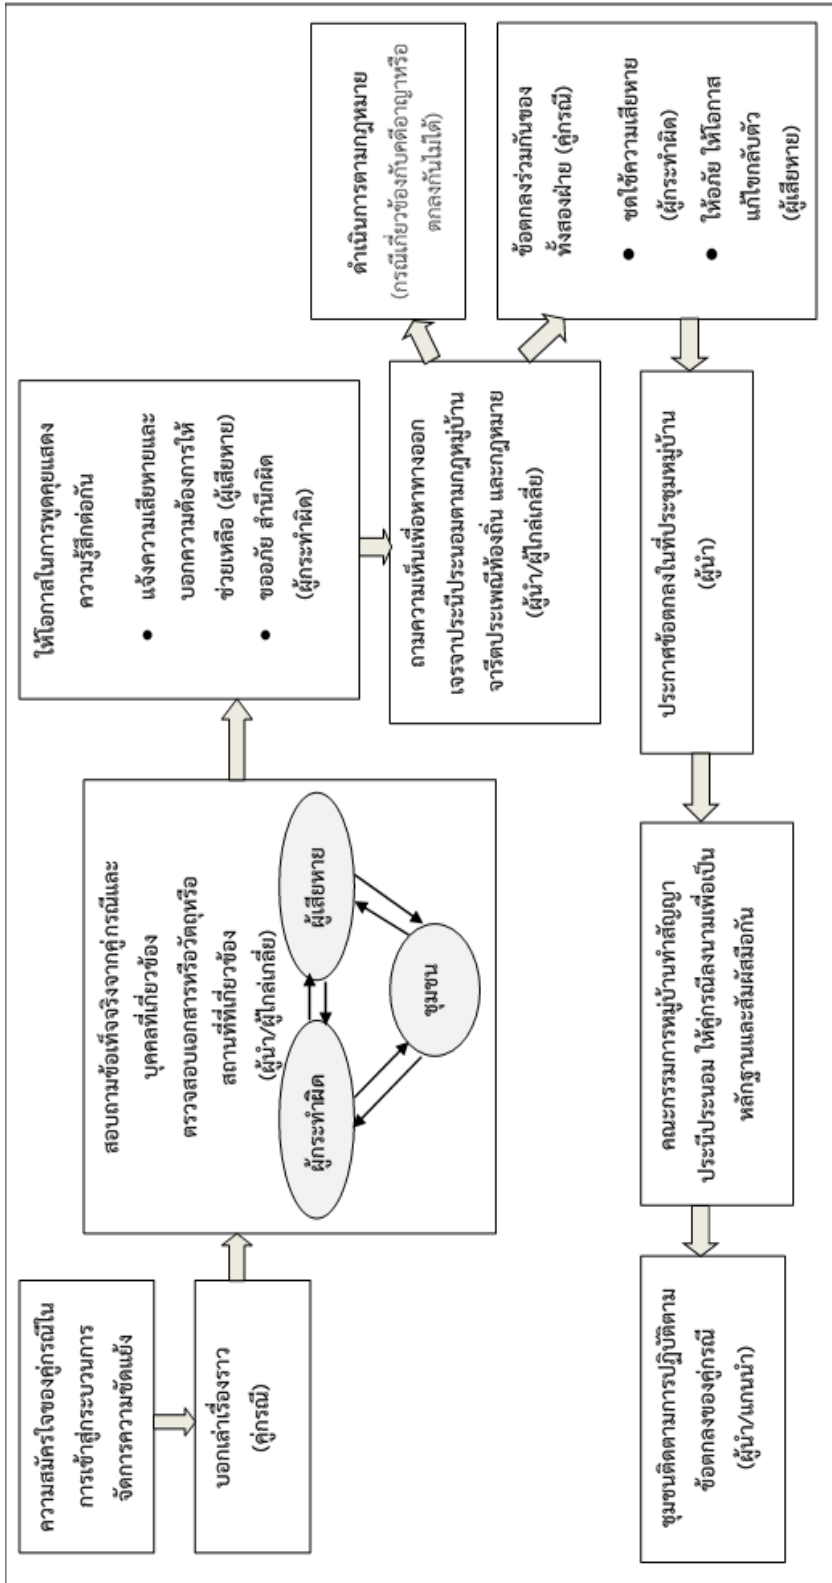 ความสมัครใจของคู่กรณีใน
การเข้าสู่กระบวนการ
จัดการความขัดแย้ง
บอกเล่าเรื่องราว
(คู่กรณี)
สอบถามข้อเท็จจริงจากคู่กรณีและ
บุคคลที่เกี่ยวข้อง
ตรวจสอบเอกสารหรือวัตถุหรือ
สถานที่ที่เกี่ยวข้อง
(ผู้นำ/ผู้ไกล่เกลี่ย)
ผู้กระทำผิด
ผู้เสียหาย
ชุมชน
ให้โอกาสในการพูดคุยแสดง
ความรู้สึกต่อกัน
● แจ้งความเสียหายและ
บอกความต้องการให้
ช่วยเหลือ (ผู้เสียหาย)
● ขออภัย สำนึกผิด
(ผู้กระทำผิด)
ถามความเห็นเพื่อหาทางออก
เจรจาประนีประนอมตามกฎหมู่บ้าน
จารีตประเพณีท้องถิ่น และกฎหมาย
(ผู้นำ/ผู้ไกล่เกลี่ย)
ดำเนินการตามกฎหมาย
(กรณีเกี่ยวข้องกับคดีอาญาหรือ
ตกลงกันไม่ได้)
ข้อตกลงร่วมกันของ
ทั้งสองฝ่าย (คู่กรณี)
● ชดใช้ความเสียหาย
(ผู้กระทำผิด)
● ให้อภัย ให้โอกาส
แก้ไขกลับตัว
(ผู้เสียหาย)
ประกาศข้อตกลงในที่ประชุมหมู่บ้าน
(ผู้นำ)
คณะกรรมการหมู่บ้านทำสัญญา
ประนีประนอม ให้คู่กรณีลงนามเพื่อเป็น
หลักฐานและสัมผัสมือกัน
ชุมชนติดตามการปฏิบัติตาม
ข้อตกลงของคู่กรณี
(ผู้นำ/แกนนำ)